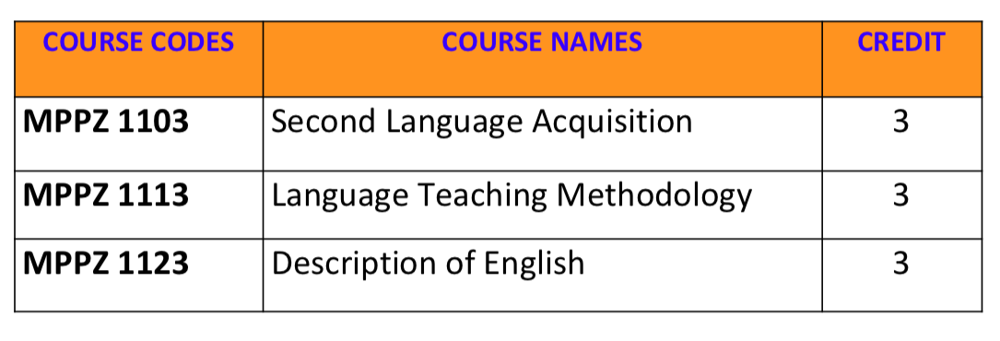 COURSE CODES COURSE NAMES CREDIT
MPPZ 1103 Second Language Acquisition 3
MPPZ 1113 Language Teaching Methodology 3
MPPZ 1123 Description of English 3